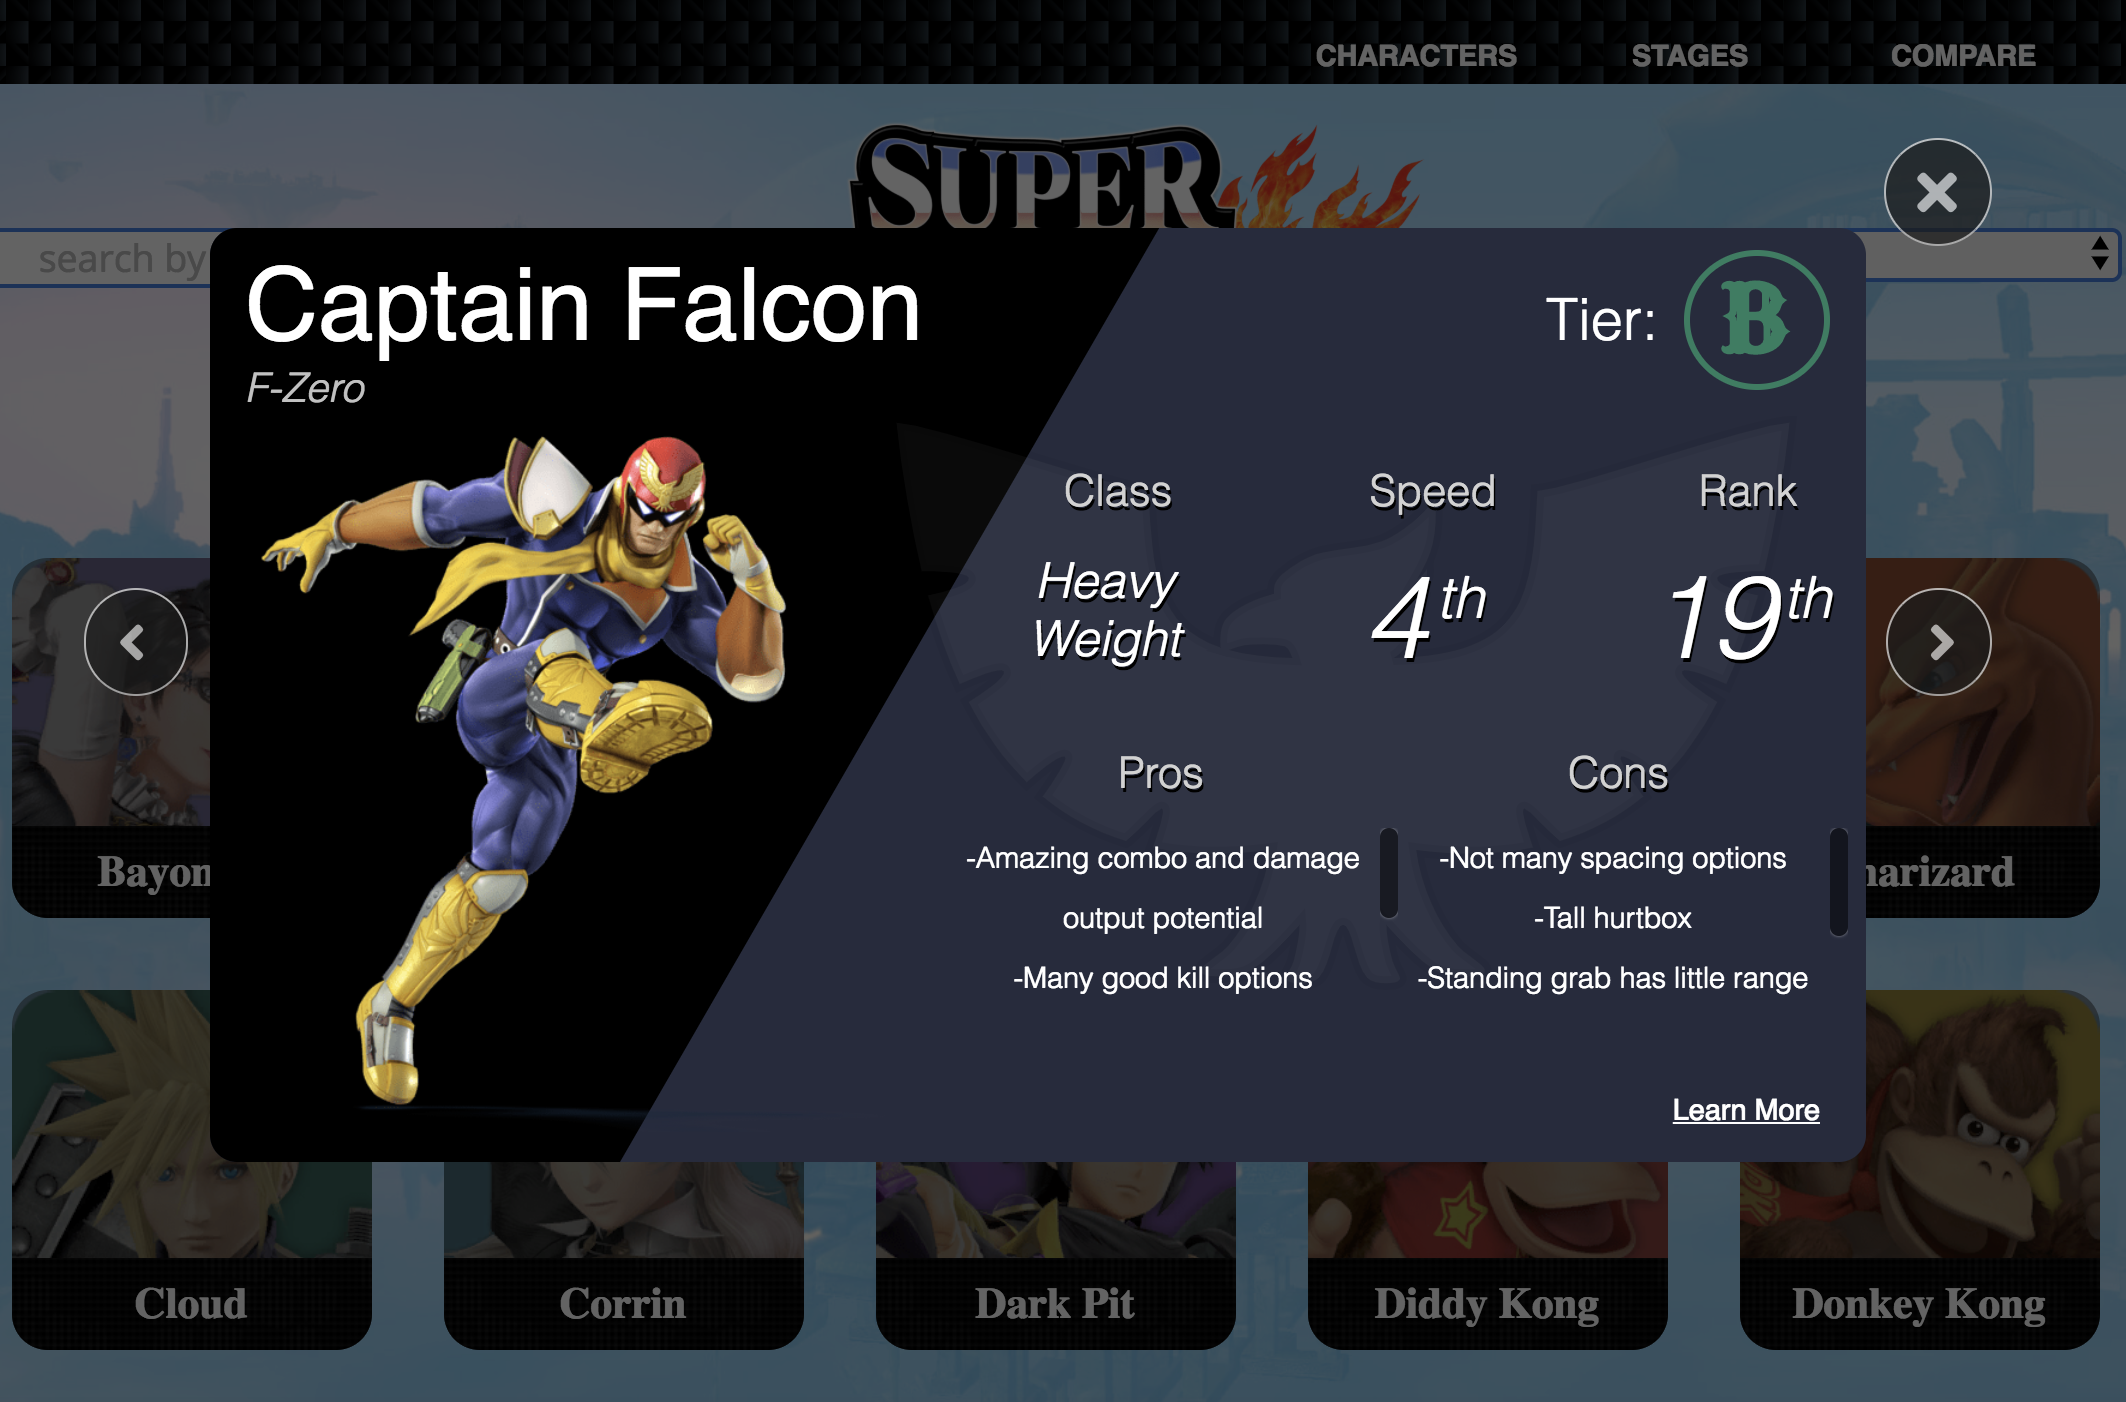 CHARACTERS STAGES COMPARE
SUPER
search by
Captain Falcon
F-Zero
Tier: B
Class Speed Rank
Heavy
Weight
4th 19th
Pros Cons
-Amazing combo and damage
output potential
-Many good kill options
-Not many spacing options
-Tall hurtbox
-Standing grab has little range
Learn More
Bayon
harizard
Cloud Corrin Dark Pit Diddy Kong Donkey Kong